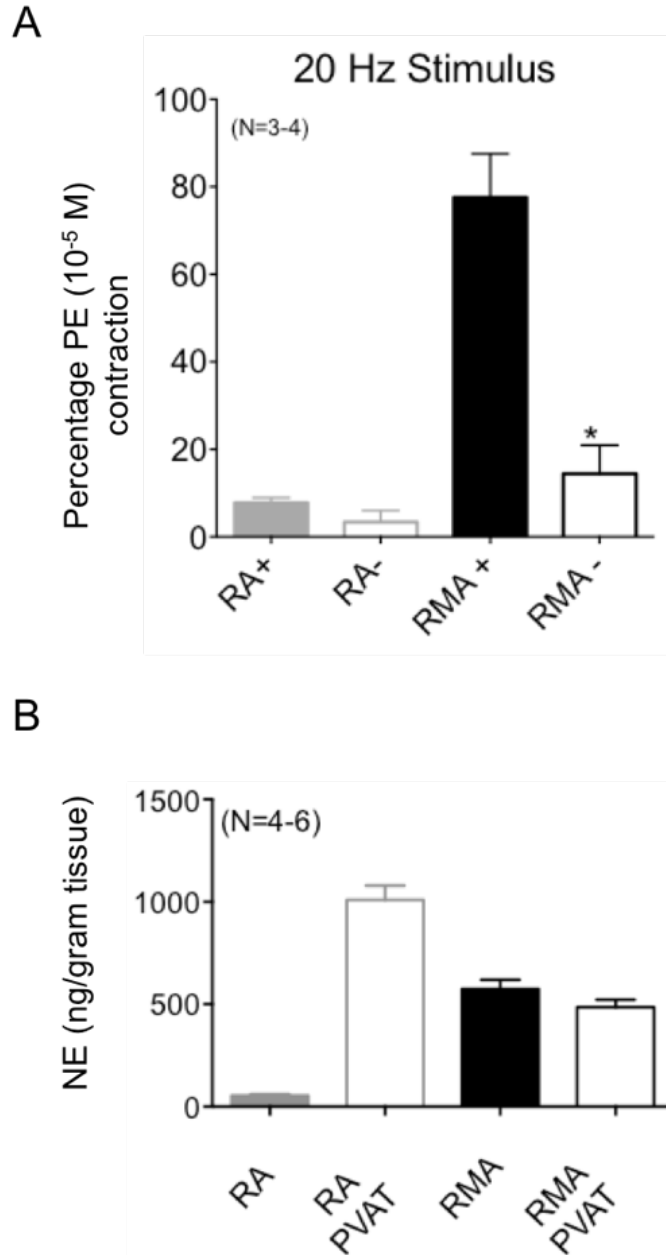 A
20 Hz Stimulus
(N=3-4)
Percentage PE (10⁻⁵ M)
contraction
100
80
60
40
20
0
*
RA+
RA-
RMA +
RMA -
B
(N=4-6)
NE (ng/gram tissue)
1500
1000
500
0
RA
RA
PVAT
RMA
RMA
PVAT